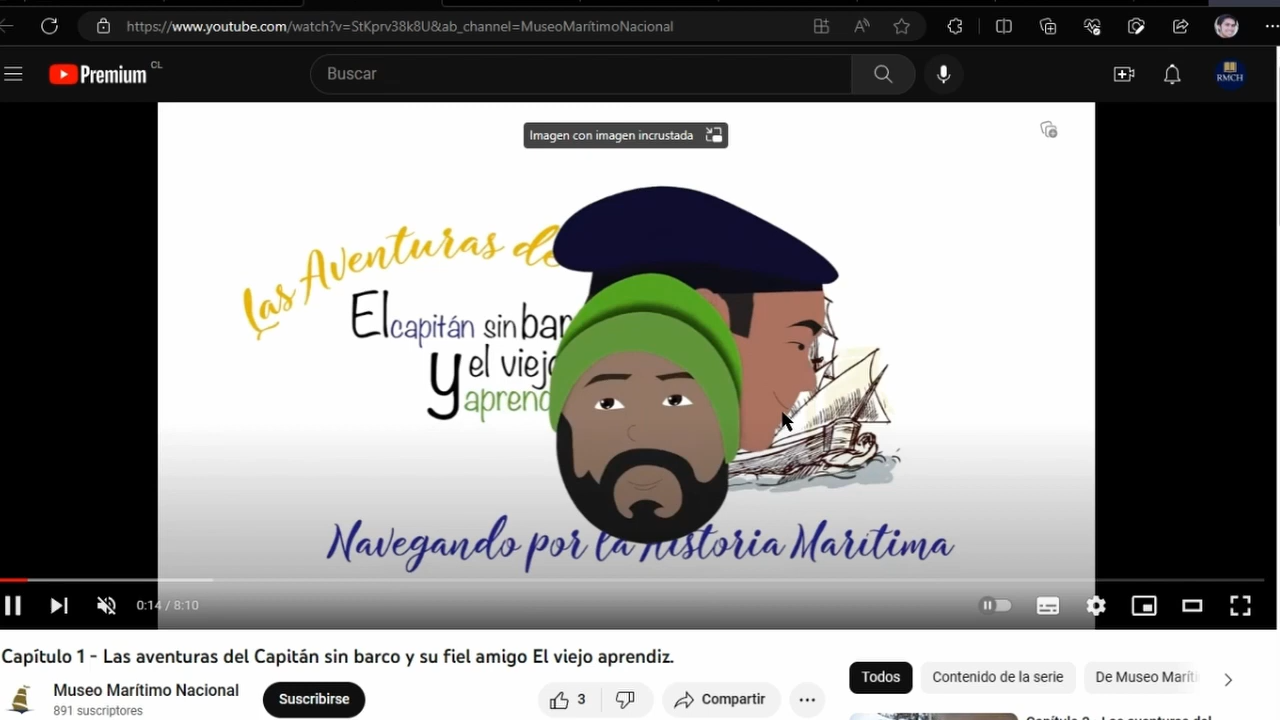 https://www.youtube.com/watch?v=StKprv38k8U&ab_channel=MuseoMarítimoNacional
Premium CL
Buscar
RMCH
Imagen con imagen incrustada
Las Aventuras de
El capitán sin bar
y el viejo
aprend
Navegando por la Historia Marítima
0:14 / 8:10
Capítulo 1 - Las aventuras del Capitán sin barco y su fiel amigo El viejo aprendiz.
Museo Marítimo Nacional
891 suscriptores
Suscribirse
3
Compartir
Todos
Contenido de la serie
De Museo Maríti